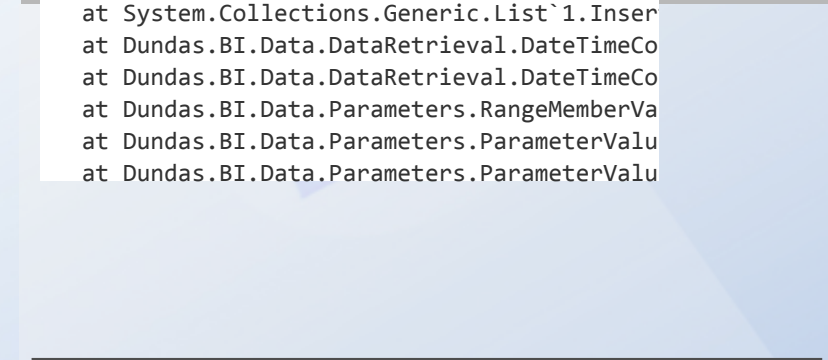 at System.Collections.Generic.List`1.Inser
at Dundas.BI.Data.DataRetrieval.DateTimeCo
at Dundas.BI.Data.DataRetrieval.DateTimeCo
at Dundas.BI.Data.Parameters.RangeMemberVa
at Dundas.BI.Data.Parameters.ParameterValu
at Dundas.BI.Data.Parameters.ParameterValu